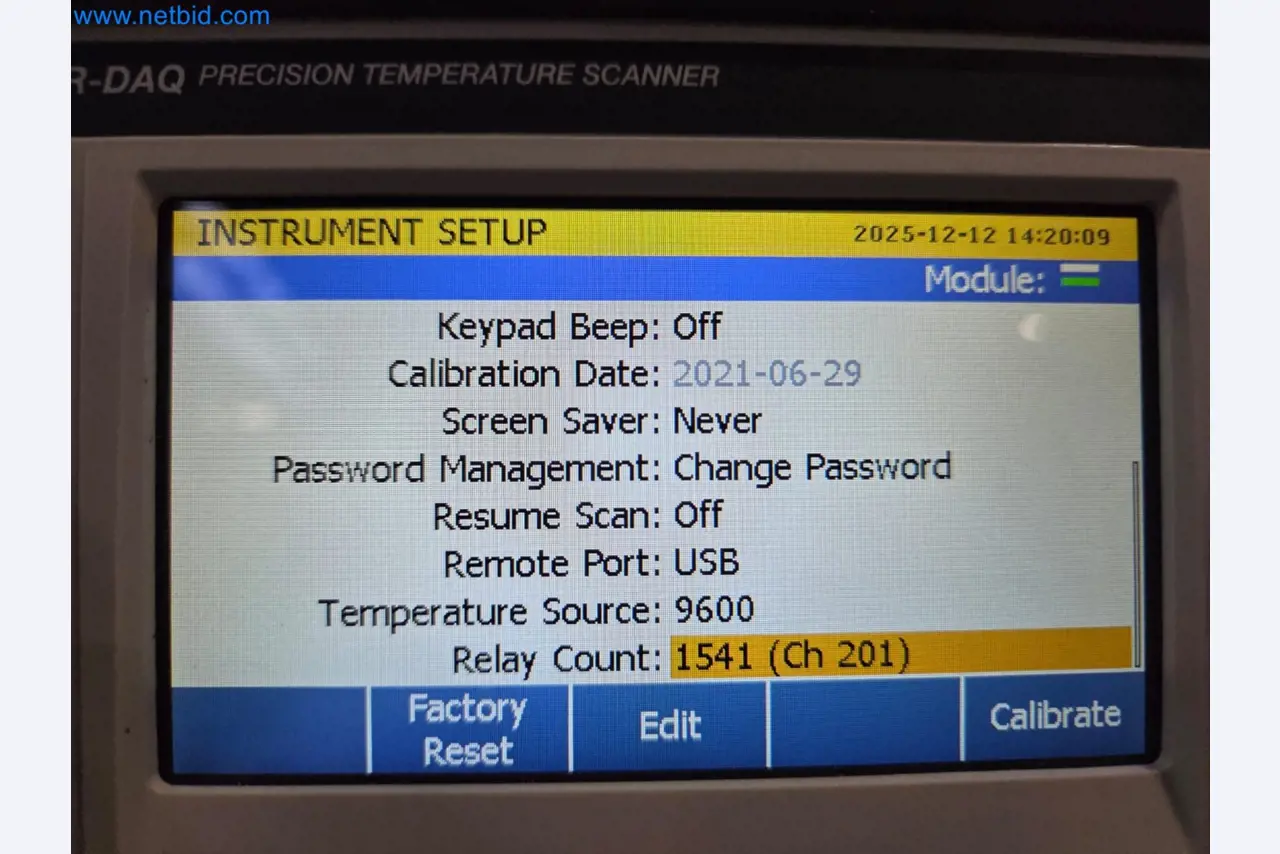 www.netbid.com
R-DAQ PRECISION TEMPERATURE SCANNER
INSTRUMENT SETUP 2025-12-12 14:20:09
Module:
Keypad Beep: Off
Calibration Date: 2021-06-29
Screen Saver: Never
Password Management: Change Password
Resume Scan: Off
Remote Port: USB
Temperature Source: 9600
Relay Count: 1541 (Ch 201)
Factory Reset
Edit
Calibrate